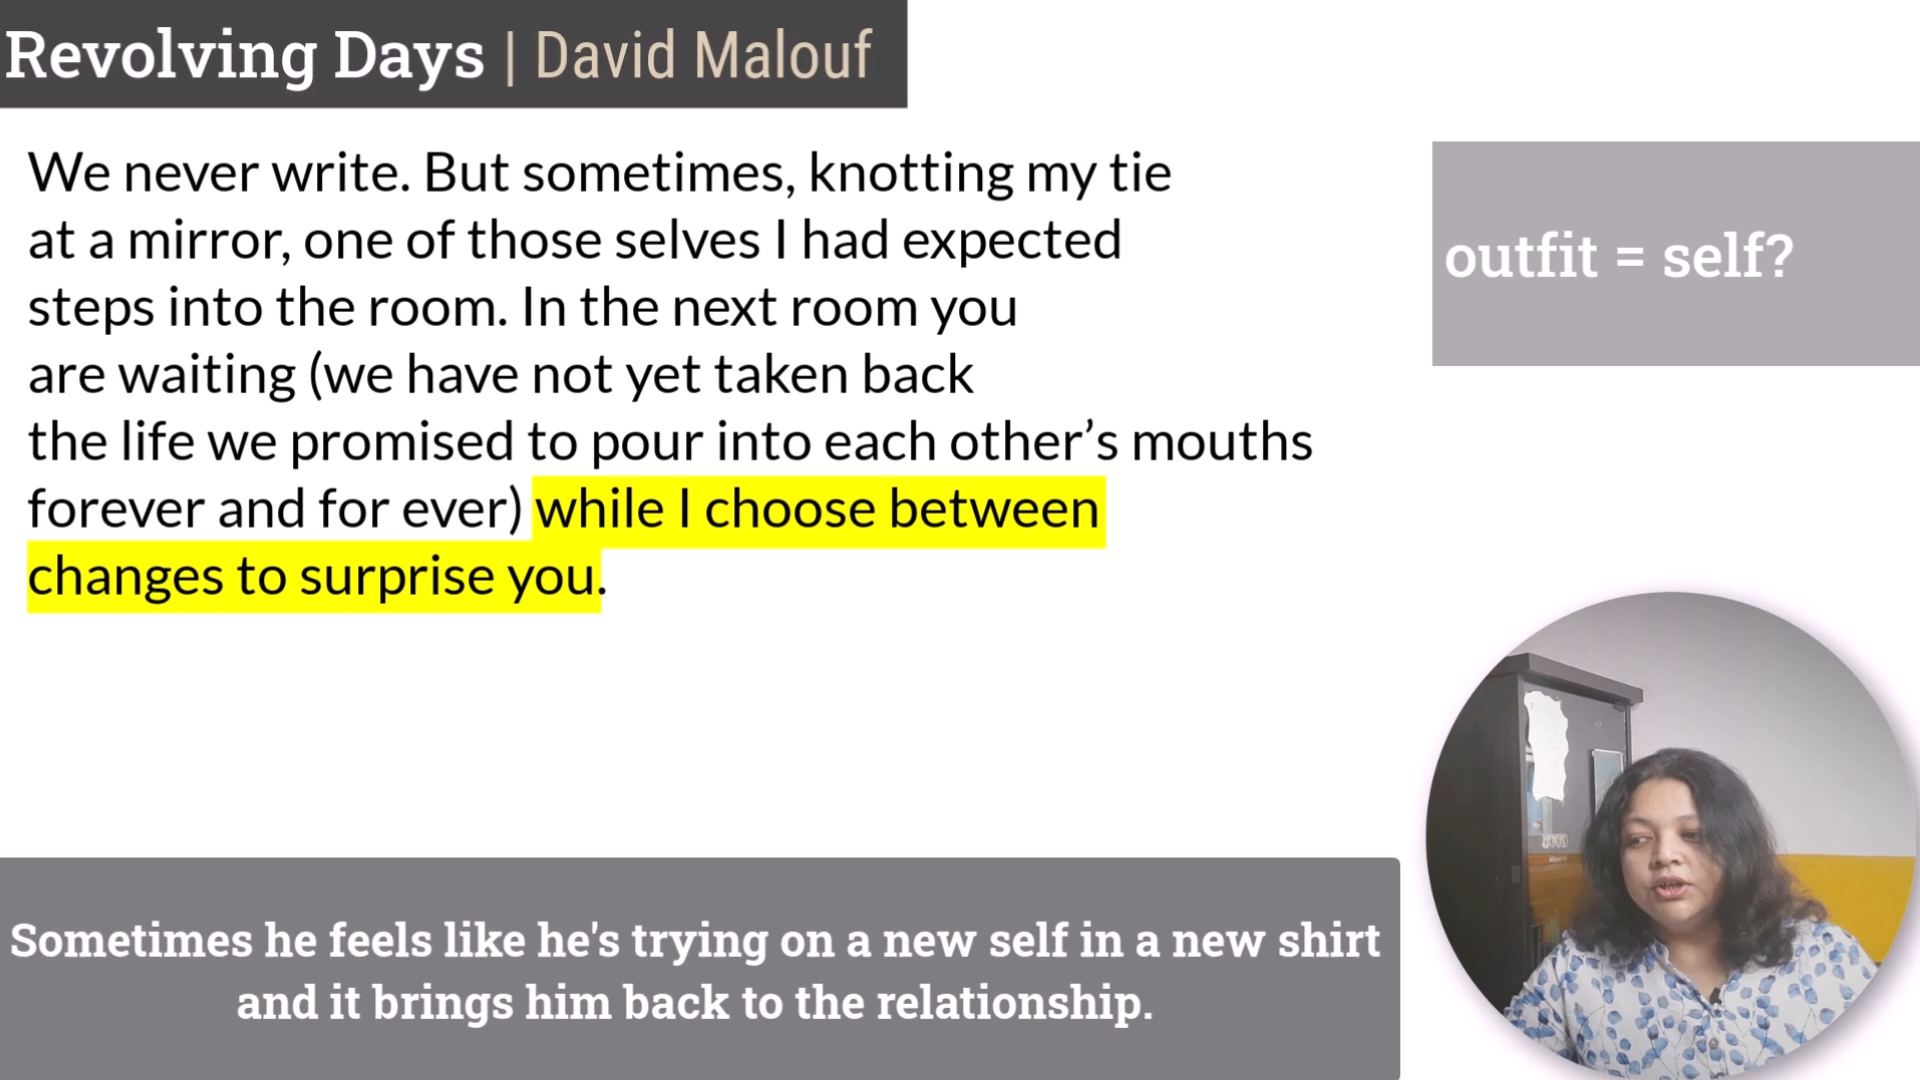 Revolving Days | David Malouf
We never write. But sometimes, knotting my tie
at a mirror, one of those selves I had expected
steps into the room. In the next room you
are waiting (we have not yet taken back
the life we promised to pour into each other’s mouths
forever and for ever) while I choose between
changes to surprise you.
outfit = self?
Sometimes he feels like he's trying on a new self in a new shirt
and it brings him back to the relationship.